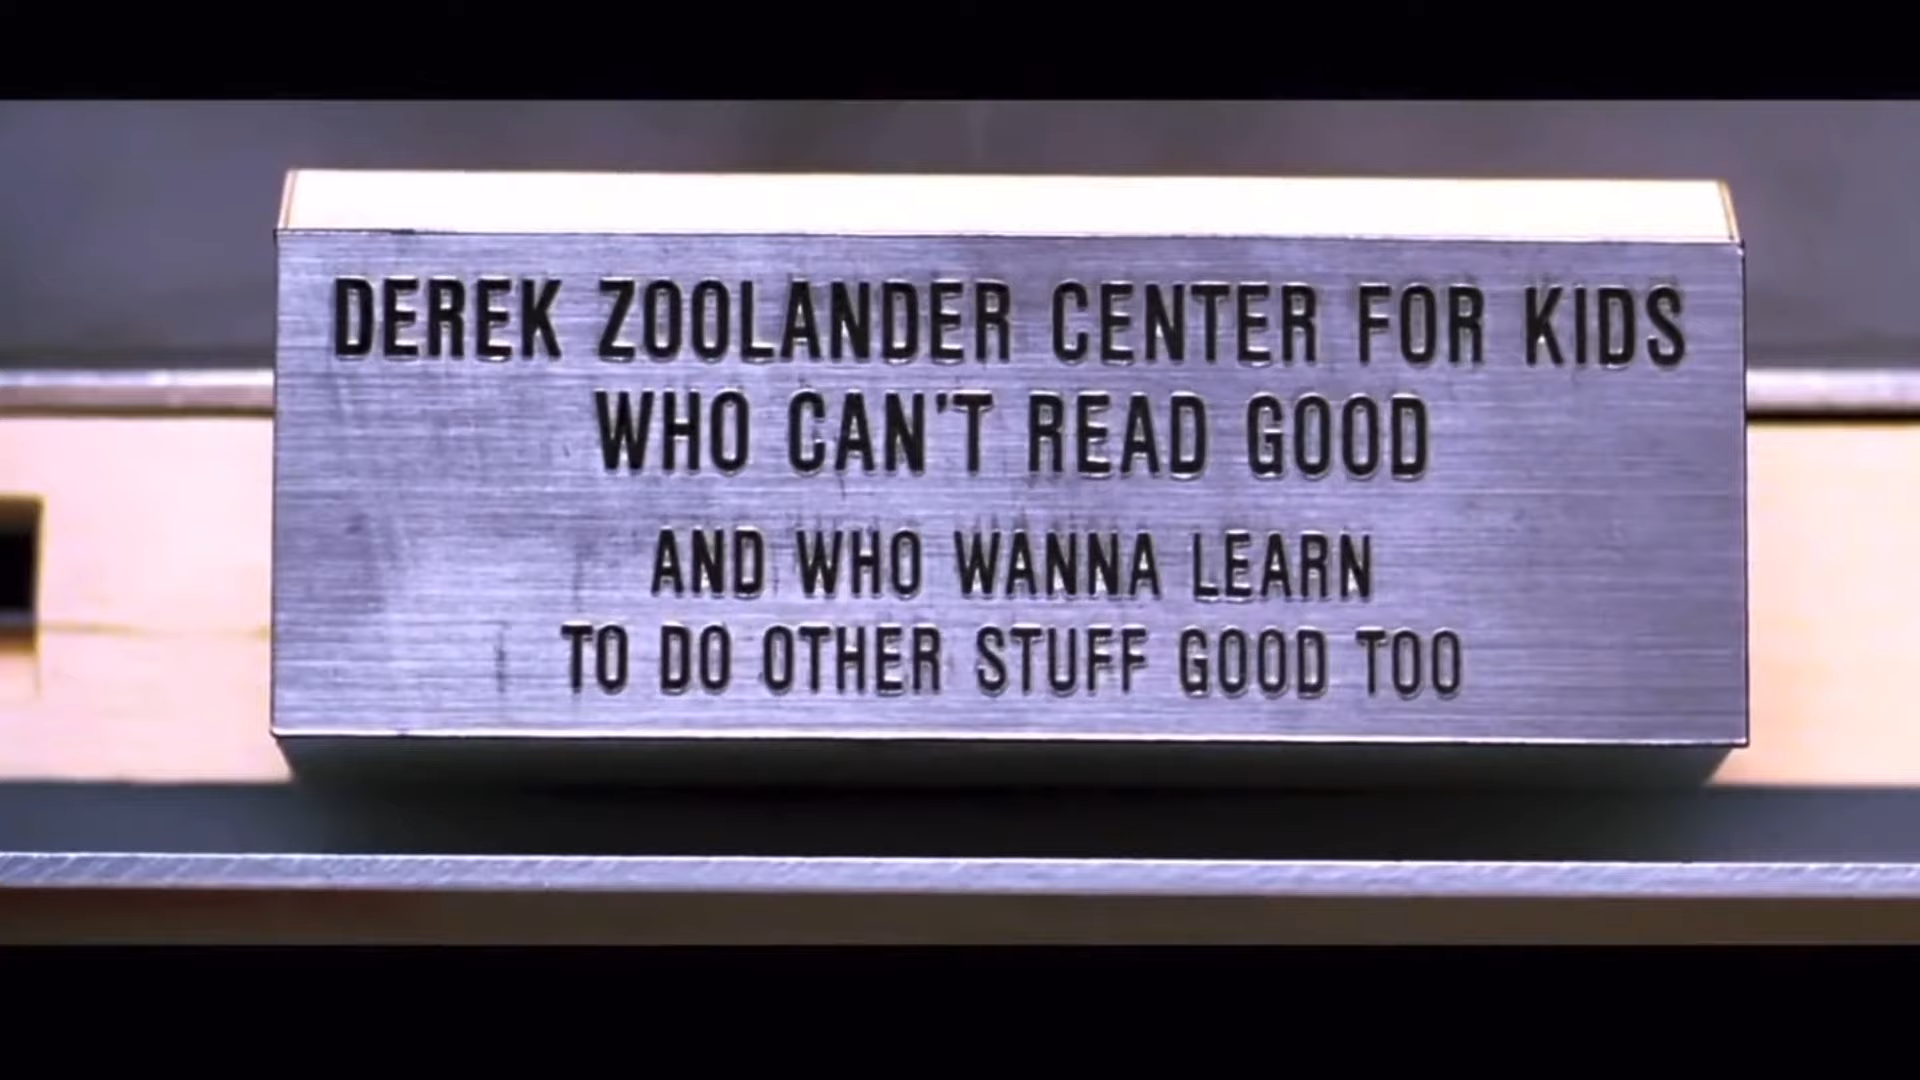 DEREK ZOOLANDER CENTER FOR KIDS
WHO CAN'T READ GOOD
AND WHO WANNA LEARN
TO DO OTHER STUFF GOOD TOO